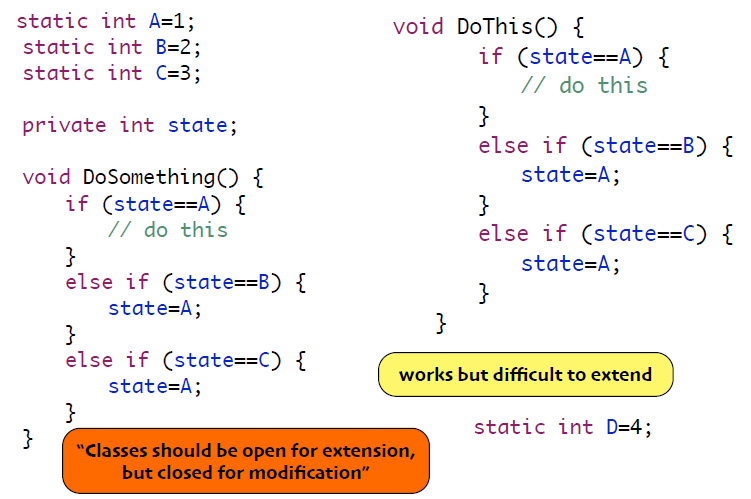 static int A=1;
static int B=2;
static int C=3;
private int state;
void DoSomething() {
if (state==A) {
// do this
}
else if (state==B) {
state=A;
}
else if (state==C) {
state=A;
}
}
“Classes should be open for extension,
but closed for modification”
void DoThis() {
if (state==A) {
// do this
}
else if (state==B) {
state=A;
}
else if (state==C) {
state=A;
}
}
works but difficult to extend
static int D=4;